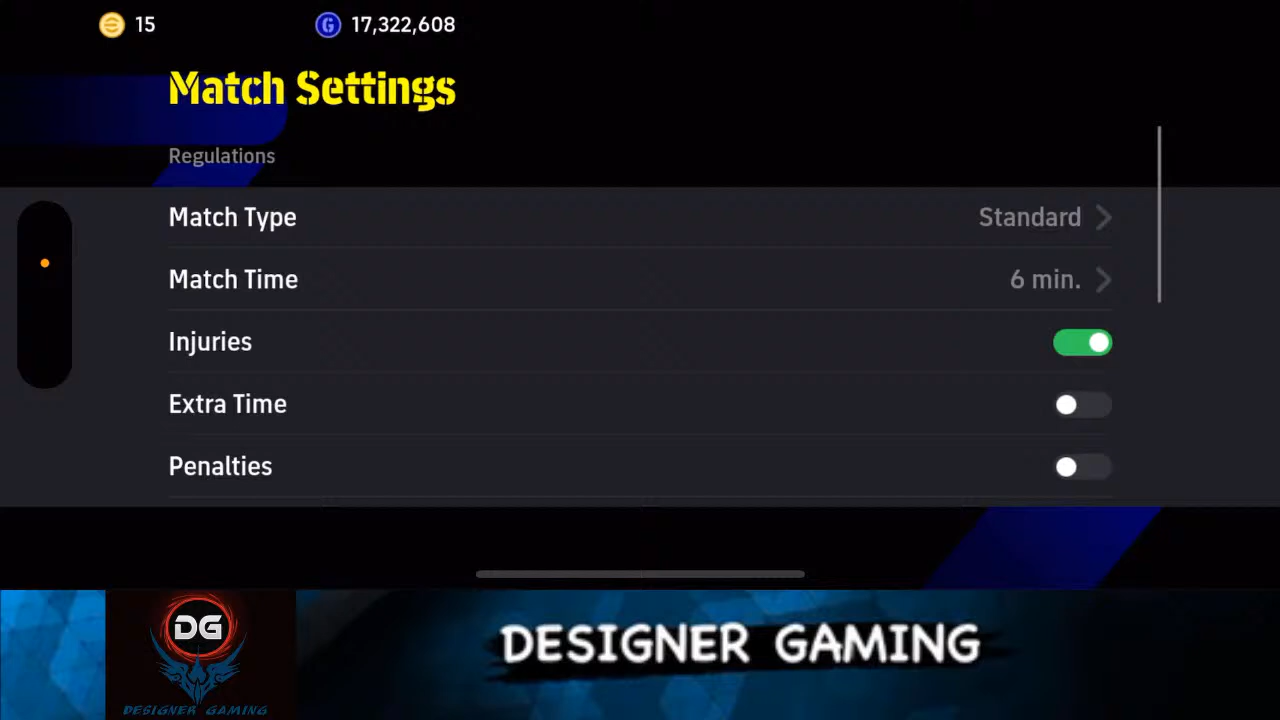 15
17,322,608
Match Settings
Regulations
Match Type Standard
Match Time 6 min.
Injuries
Extra Time
Penalties
DG
DESIGNER GAMING
DESIGNER GAMING